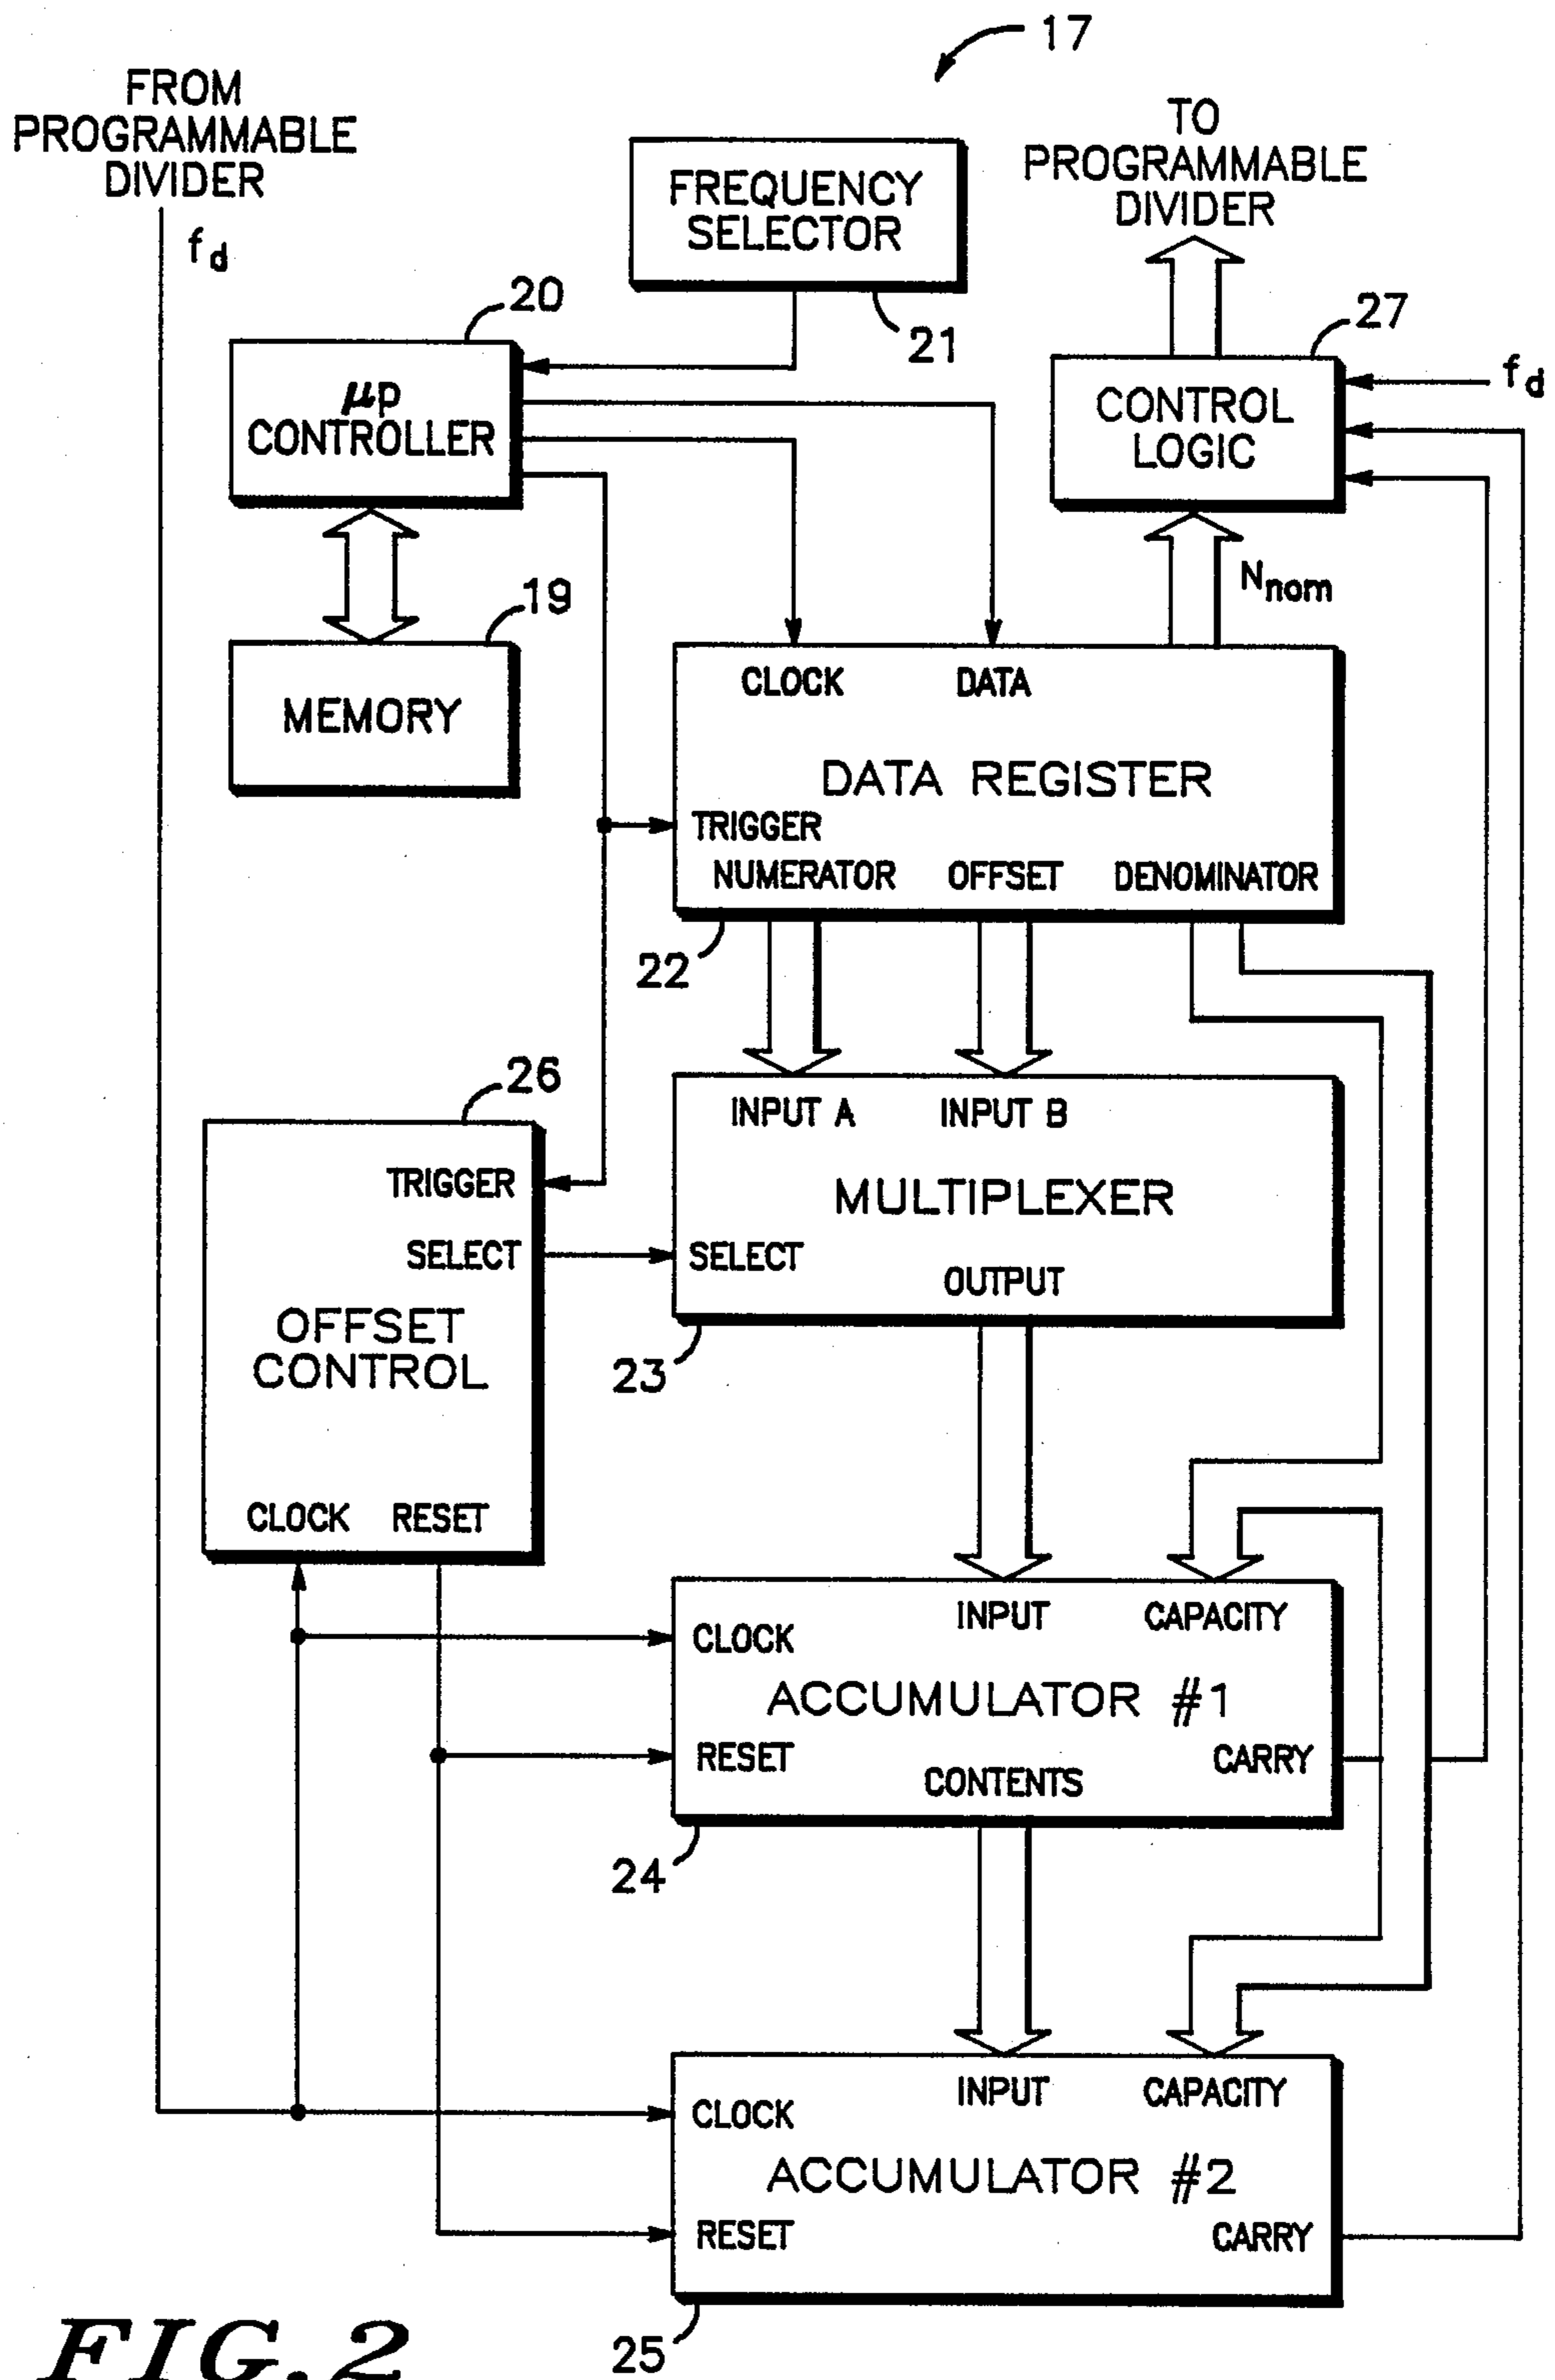 17
FROM
PROGRAMMABLE
DIVIDER
f_d
FREQUENCY
SELECTOR
21
TO
PROGRAMMABLE
DIVIDER
20
μp
CONTROLLER
27
CONTROL
LOGIC
f_d
19
MEMORY
N_nom
CLOCK DATA
DATA REGISTER
TRIGGER
NUMERATOR OFFSET DENOMINATOR
22
26
TRIGGER
SELECT
OFFSET
CONTROL
CLOCK RESET
INPUT A INPUT B
MULTIPLEXER
SELECT
OUTPUT
23
INPUT CAPACITY
CLOCK
ACCUMULATOR #1
RESET
CONTENTS
CARRY
24
INPUT CAPACITY
CLOCK
ACCUMULATOR #2
RESET
CARRY
25
FIG.2